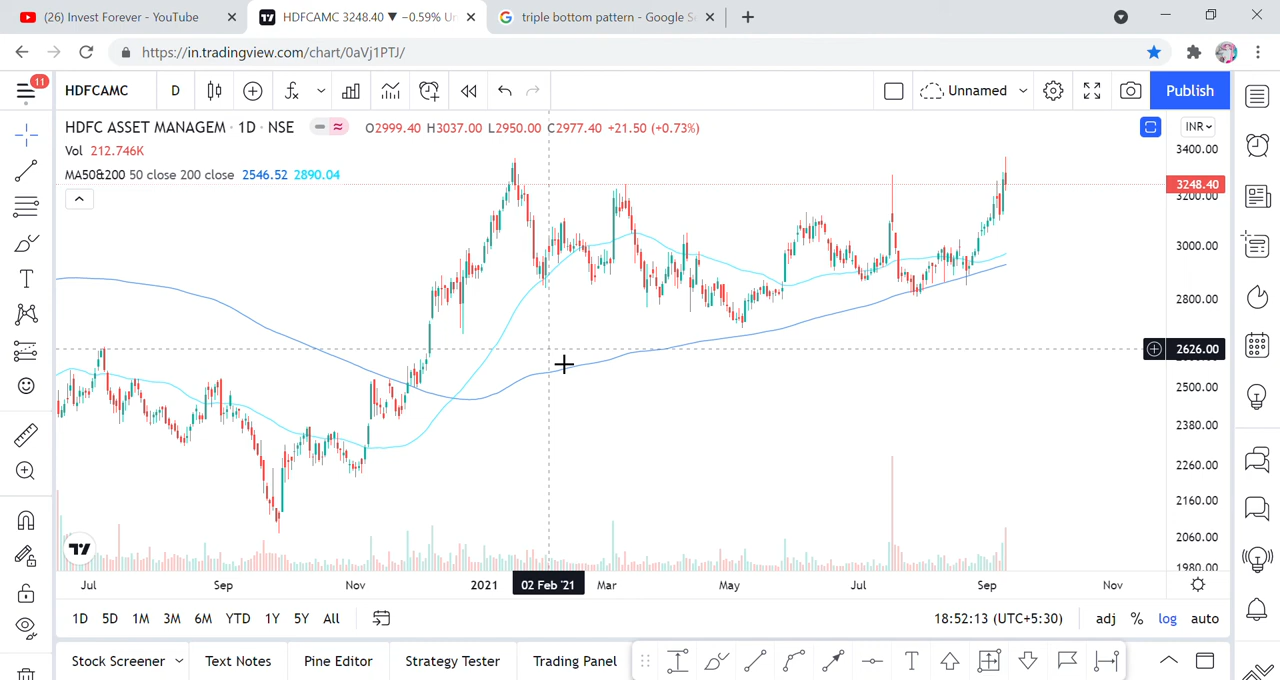 (26) Invest Forever - YouTube
HDFCAMC 3248.40 ▼ −0.59% Un
triple bottom pattern - Google Se
https://in.tradingview.com/chart/0aVj1PTJ/
11
HDFCAMC
D
Unnamed
Publish
HDFC ASSET MANAGEM · 1D · NSE
O2999.40 H3037.00 L2950.00 C2977.40 +21.50 (+0.73%)
INR
Vol 212.746K
MA50&200 50 close 200 close 2546.52 2890.04
3400.00
3248.40
3200.00
3000.00
2800.00
2626.00
2500.00
2380.00
2260.00
2160.00
2060.00
1980.00
Jul
Sep
Nov
2021
02 Feb '21
Mar
May
Jul
Sep
Nov
1D 5D 1M 3M 6M YTD 1Y 5Y All
18:52:13 (UTC+5:30)
adj % log auto
Stock Screener
Text Notes
Pine Editor
Strategy Tester
Trading Panel